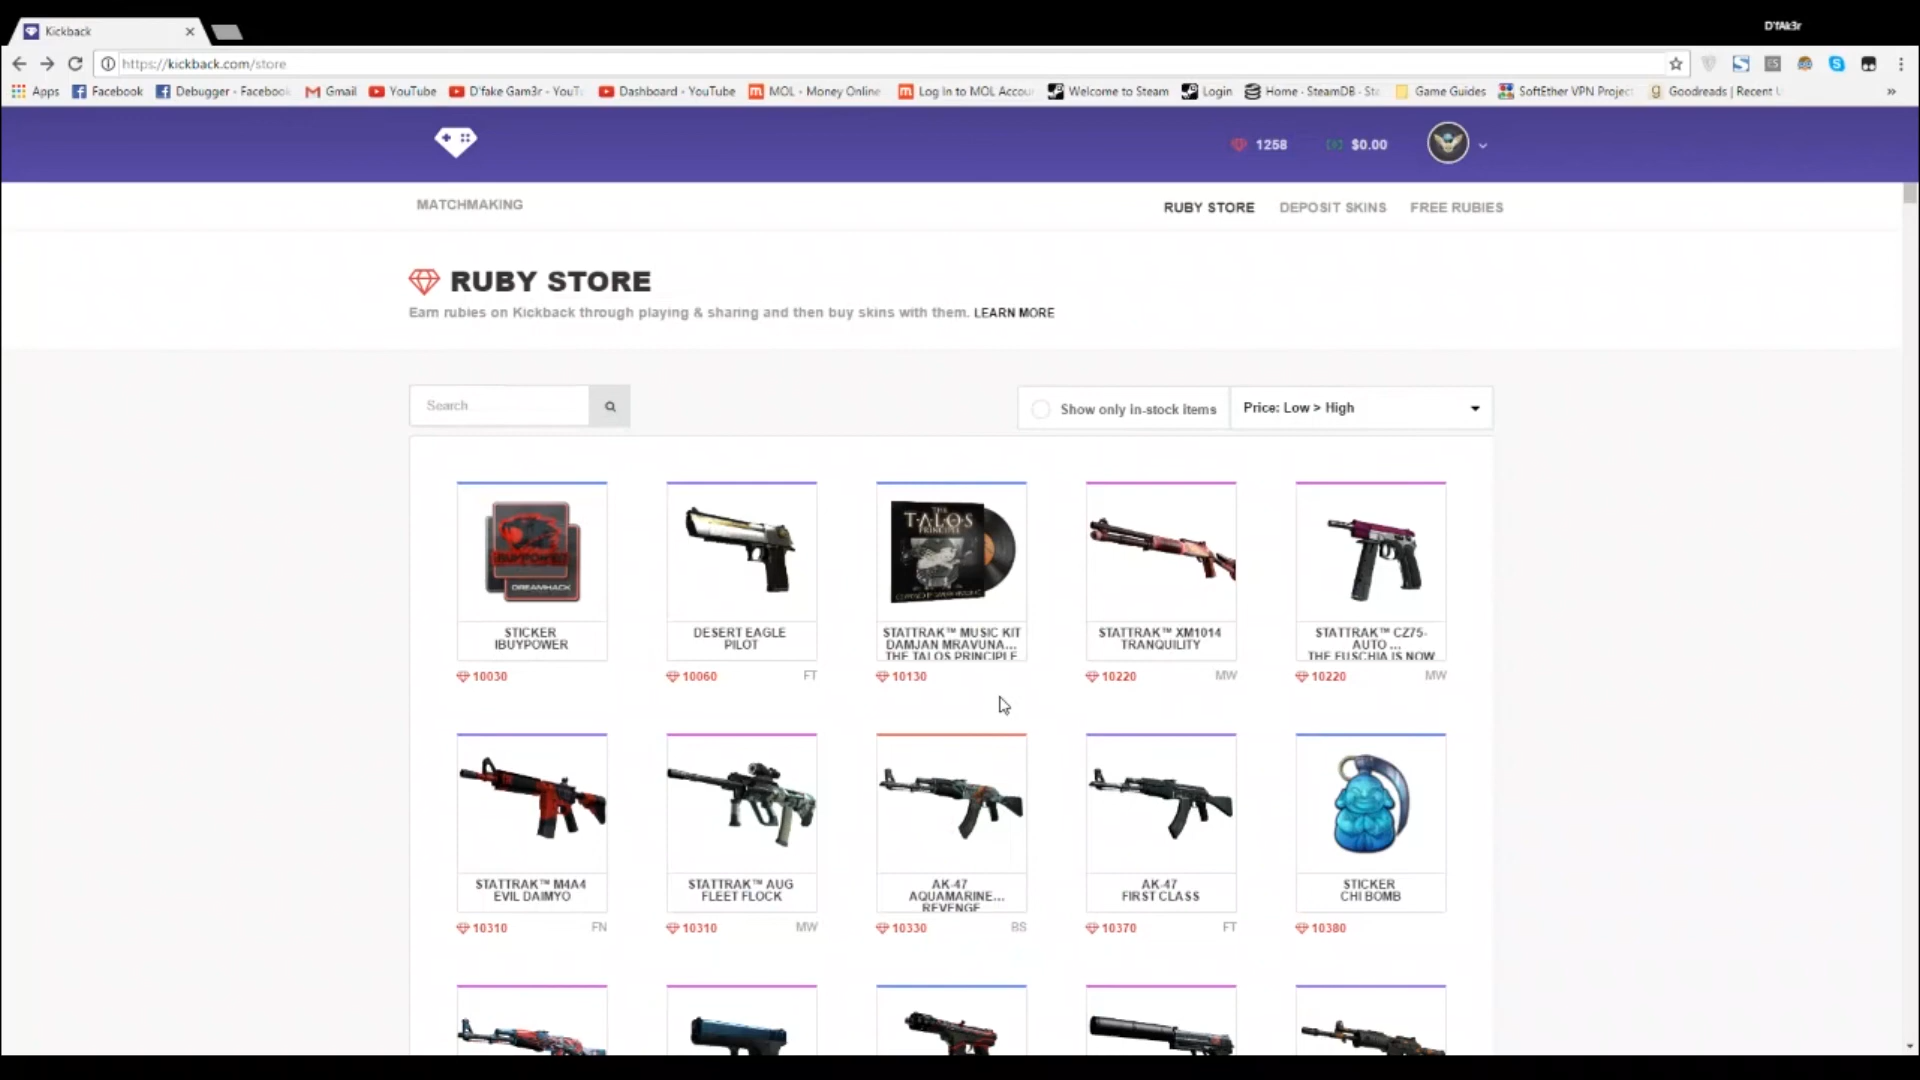 D'fAk3r
Kickback
https://kickback.com/store
Apps Facebook Debugger - Facebook Gmail YouTube D'fake Gam3r - YouT Dashboard - YouTube MOL - Money Online Log In to MOL Accou Welcome to Steam Login Home · SteamDB · Ste Game Guides SoftEther VPN Project Goodreads | Recent U »
1258 $0.00
MATCHMAKING RUBY STORE DEPOSIT SKINS FREE RUBIES
RUBY STORE
Earn rubies on Kickback through playing & sharing and then buy skins with them. LEARN MORE
Search Show only in-stock items Price: Low > High
THE
TALOS
PRINCIPLE
IBUYPOWER
DREAMHACK
STICKER
IBUYPOWER
10030
DESERT EAGLE
PILOT
10060 FT
STATTRAK™ MUSIC KIT
DAMJAN MRAVUNA...
THE TALOS PRINCIPLE
10130
STATTRAK™ XM1014
TRANQUILITY
10220 MW
STATTRAK™ CZ75-
AUTO ...
THE FUSCHIA IS NOW
10220 MW
STATTRAK™ M4A4
EVIL DAIMYO
10310 FN
STATTRAK™ AUG
FLEET FLOCK
10310 MW
AK-47
AQUAMARINE...
REVENGE
10330 BS
AK-47
FIRST CLASS
10370 FT
STICKER
CHI BOMB
10380